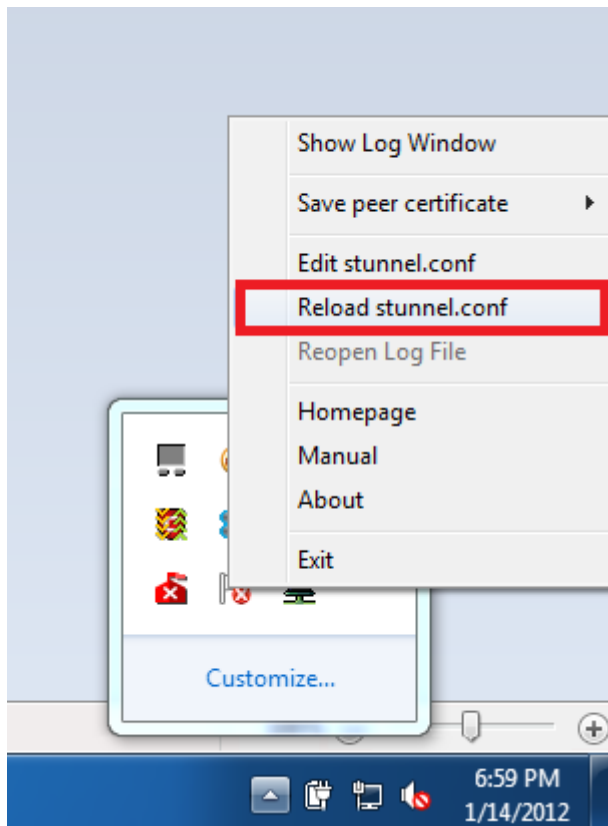 Show Log Window
Save peer certificate
Edit stunnel.conf
Reload stunnel.conf
Reopen Log File
Homepage
Manual
About
Exit
Customize...
6:59 PM
1/14/2012